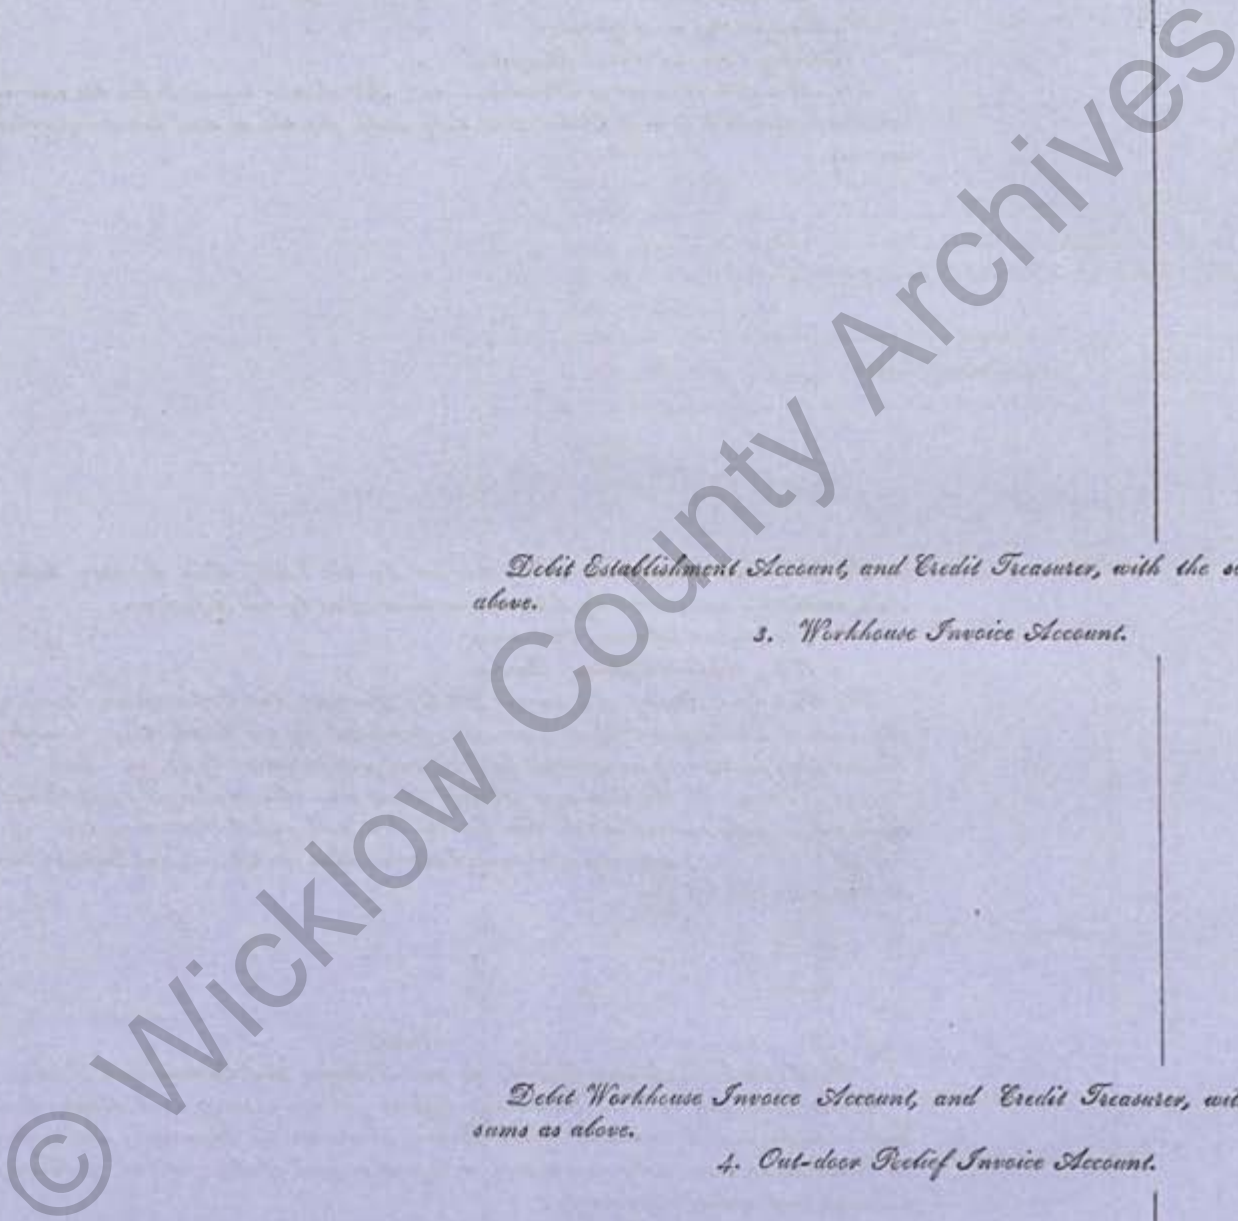 Debit Establishment Account, and Credit Treasurer, with the
above.
3. Workhouse Invoice Account.
Debit Workhouse Invoice Account, and Credit Treasurer,
sums as above.
4. Out-door Relief Invoice Account.
© Wicklow County Archives